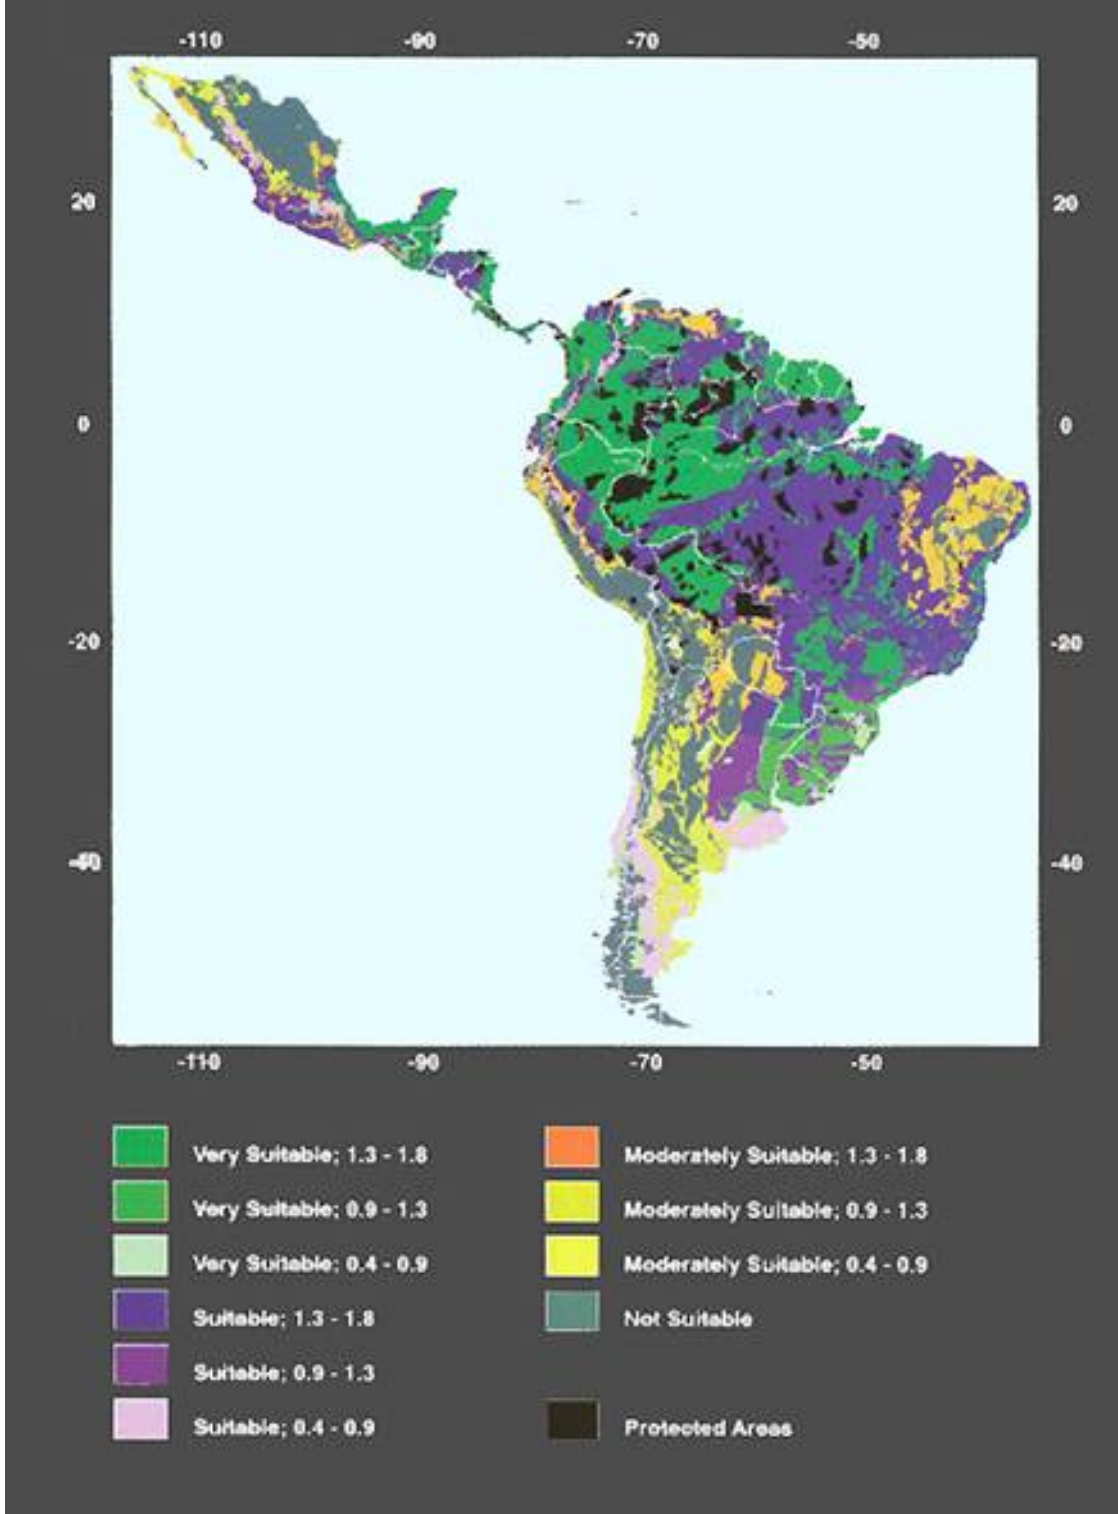 -110 -90 -70 -50
20 20
0 0
-20 -20
-40 -40
-110 -90 -70 -50
Very Suitable; 1.3 - 1.8
Very Suitable; 0.9 - 1.3
Very Suitable; 0.4 - 0.9
Suitable; 1.3 - 1.8
Suitable; 0.9 - 1.3
Suitable; 0.4 - 0.9
Moderately Suitable; 1.3 - 1.8
Moderately Suitable; 0.9 - 1.3
Moderately Suitable; 0.4 - 0.9
Not Suitable
Protected Areas